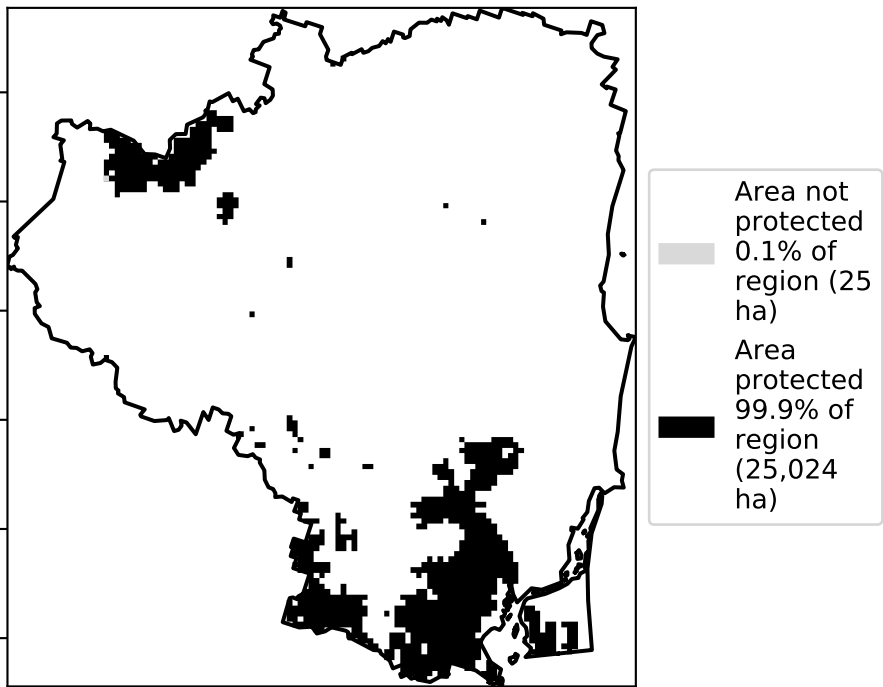 Area not
protected
0.1% of
region (25
ha)
Area
protected
99.9% of
region
(25,024
ha)